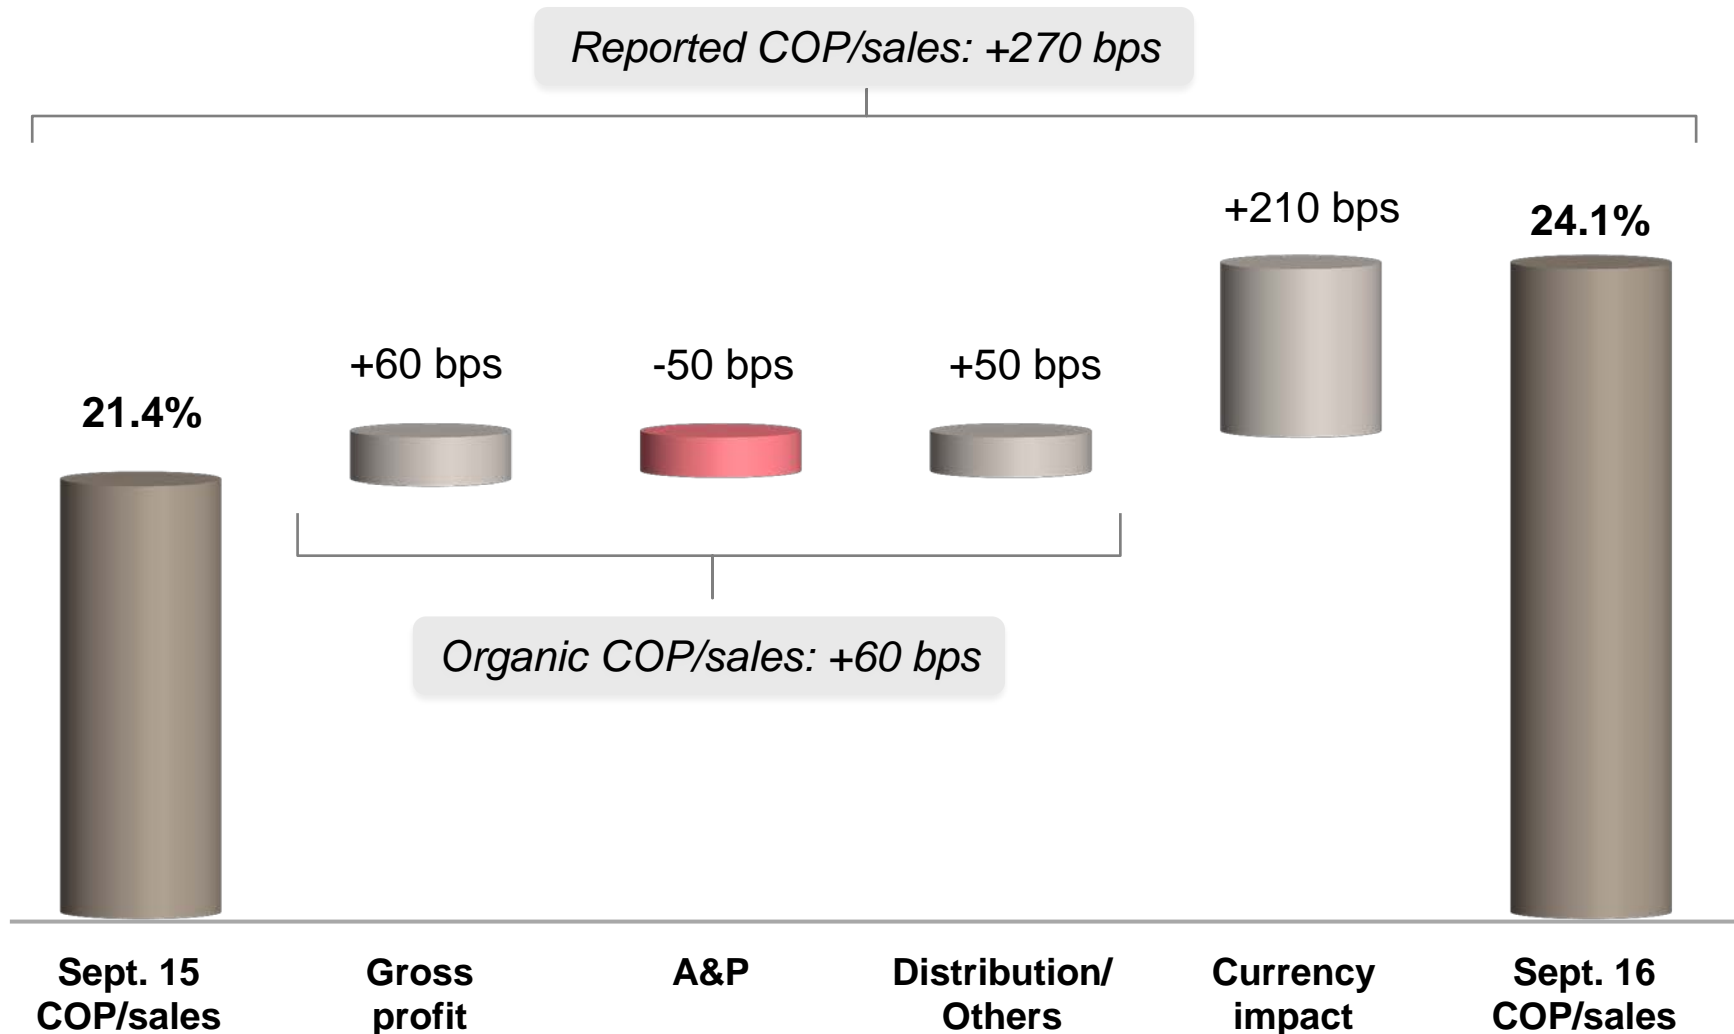 Reported COP/sales: +270 bps
+210 bps
24.1%
+60 bps
-50 bps
+50 bps
21.4%
Organic COP/sales: +60 bps
Sept. 15
COP/sales
Gross
profit
A&P
Distribution/
Others
Currency
impact
Sept. 16
COP/sales